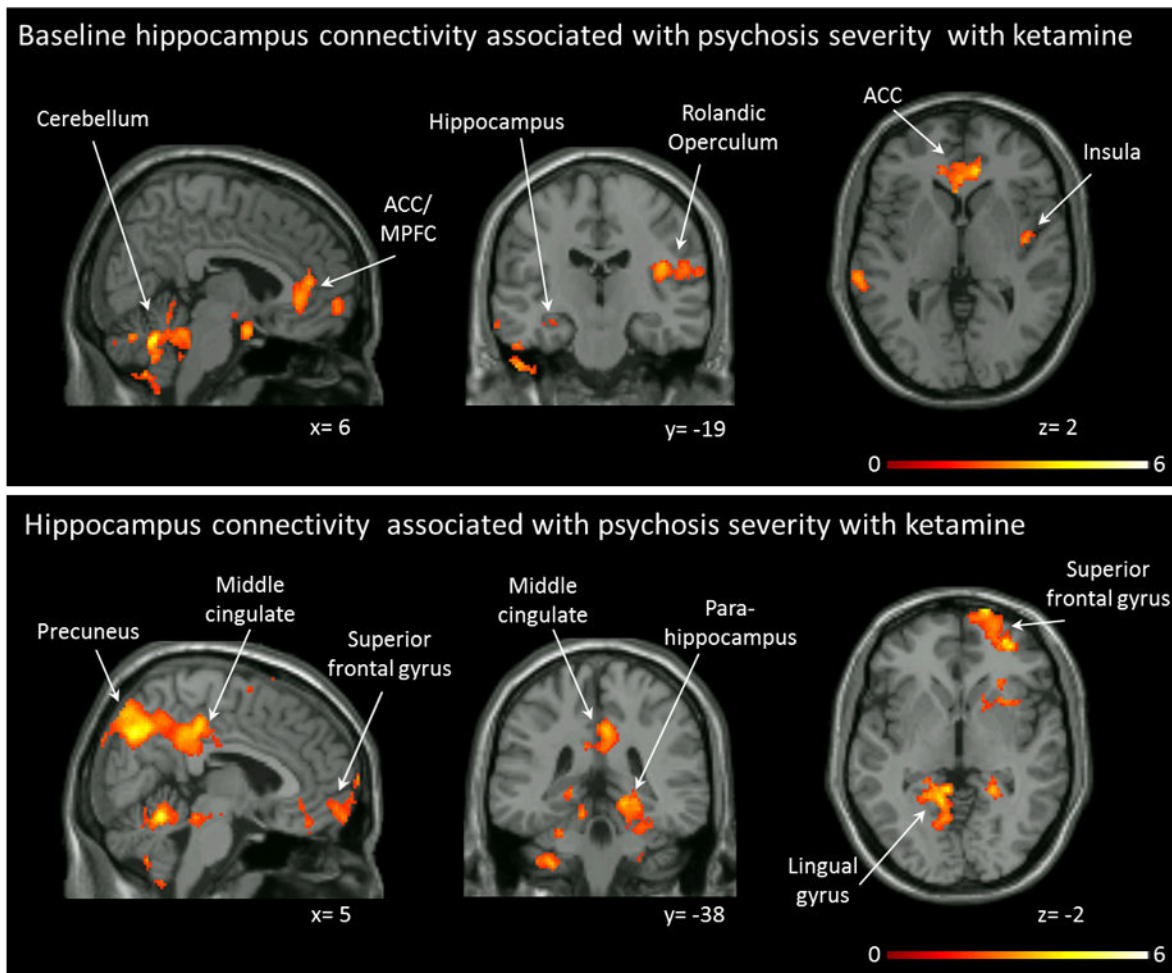 Baseline hippocampus connectivity associated with psychosis severity with ketamine
Cerebellum
ACC/
MPFC
x= 6
Hippocampus
Rolandic
Operculum
y= -19
ACC
Insula
z= 2
0
6
Hippocampus connectivity associated with psychosis severity with ketamine
Precuneus
Middle
cingulate
Superior
frontal gyrus
x= 5
Middle
cingulate
Para-
hippocampus
y= -38
Superior
frontal gyrus
Lingual
gyrus
z= -2
0
6